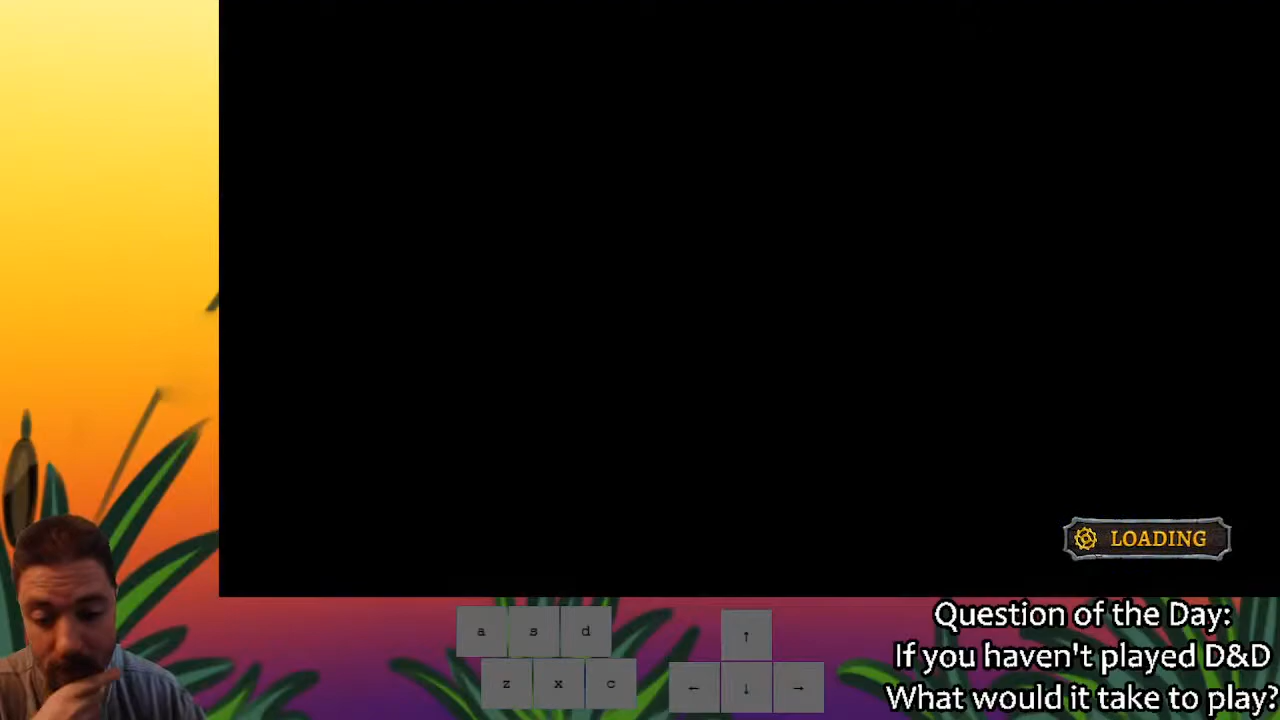 LOADING
a s d
z x c
↑
← ↓ →
Question of the Day:
If you haven't played D&D
What would it take to play?